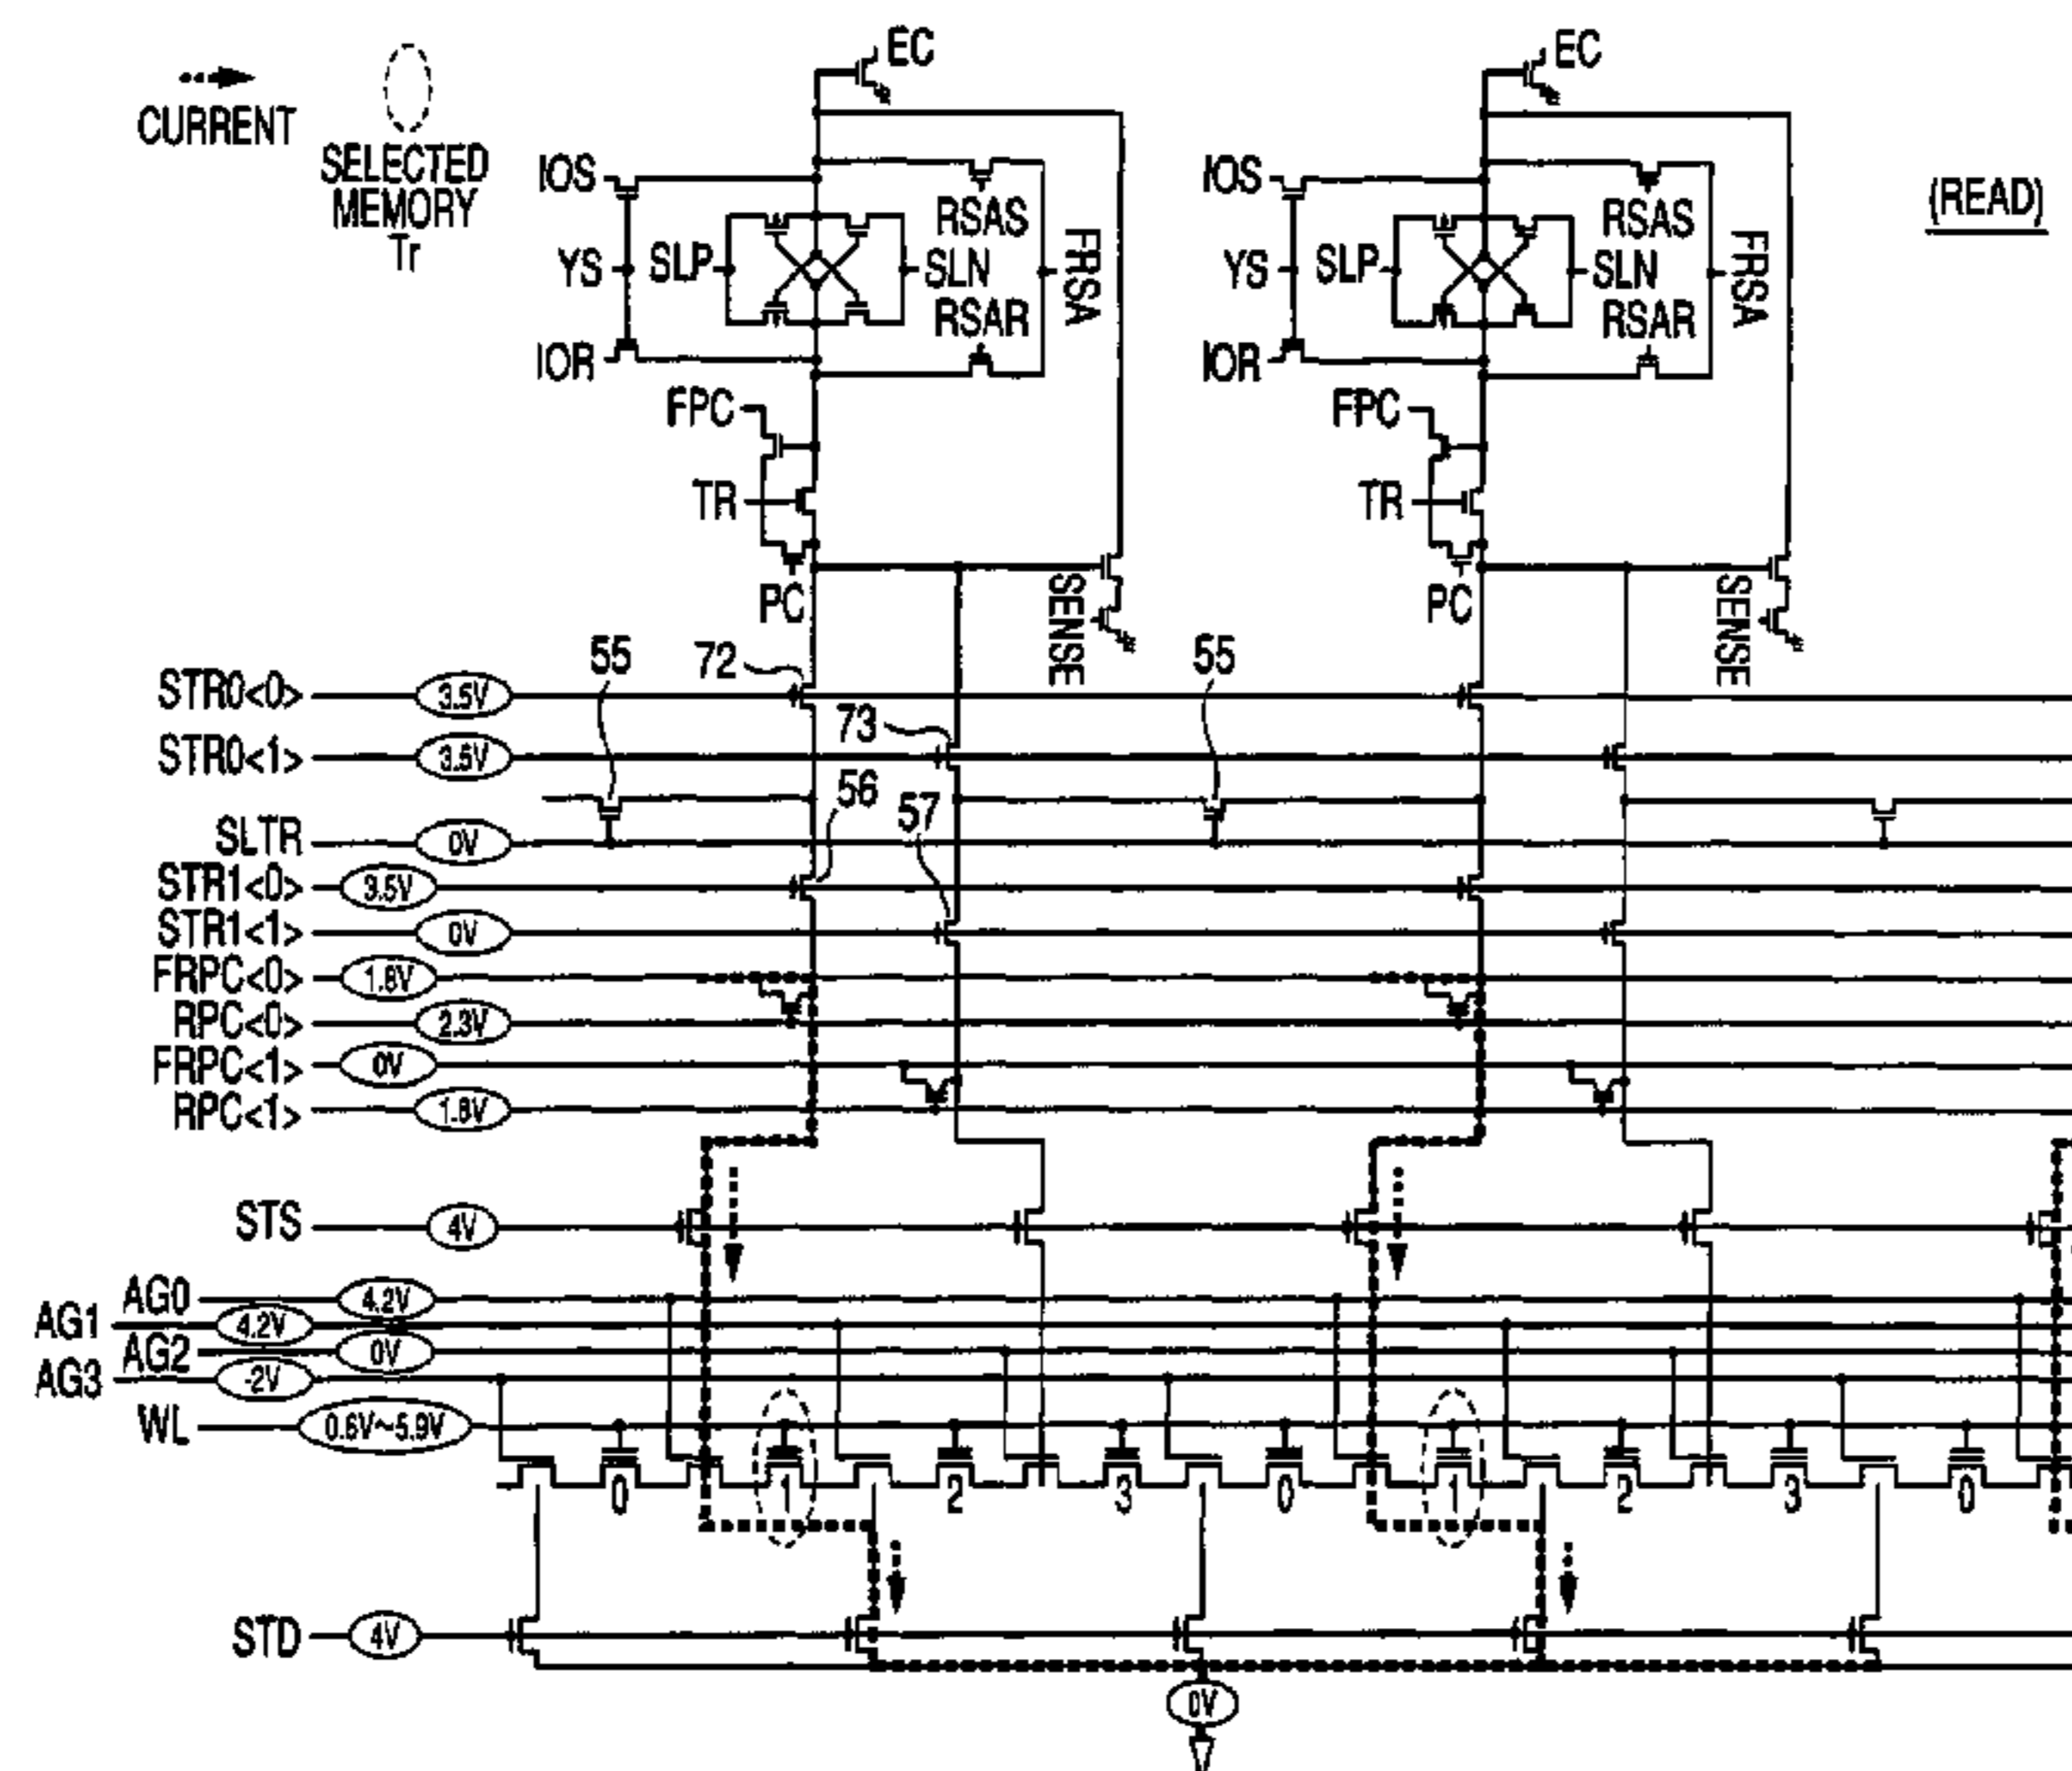 CURRENT
SELECTED
MEMORY
Tr
(READ)
EC
IOS
RSAS
YS
SLP
SLN
FRSA
RSAR
IOR
FPC
TR
PC
SENSE
EC
IOS
RSAS
YS
SLP
SLN
FRSA
RSAR
IOR
FPC
TR
PC
SENSE
55
72
55
STR0<0> 3.5V
73
STR0<1> 3.5V
56
57
SLTR 0V
STR1<0> 3.5V
STR1<1> 0V
FRPC<0> 1.8V
RPC<0> 2.3V
FRPC<1> 0V
RPC<1> 1.8V
STS 4V
AG0 4.2V
AG1 4.2V
AG2 0V
AG3 -2V
WL 0.6V~5.9V
0 1 2 3 0 1 2 3 0
STD 4V
0V